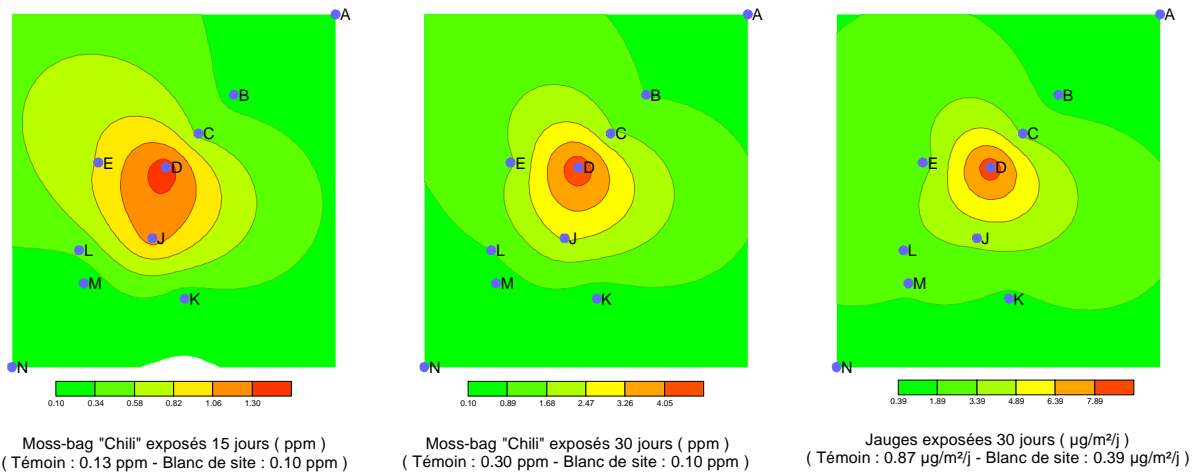 A
B
C
D
E
J
L
M
K
N
0.10 0.34 0.58 0.82 1.06 1.30
Moss-bag "Chili" exposés 15 jours ( ppm )
( Témoin : 0.13 ppm - Blanc de site : 0.10 ppm )
A
B
C
D
E
J
L
M
K
N
0.10 0.89 1.68 2.47 3.26 4.05
Moss-bag "Chili" exposés 30 jours ( ppm )
( Témoin : 0.30 ppm - Blanc de site : 0.10 ppm )
A
B
C
D
E
J
L
M
K
N
0.39 1.89 3.39 4.89 6.39 7.89
Jauges exposées 30 jours ( µg/m²/j )
( Témoin : 0.87 µg/m²/j - Blanc de site : 0.39 µg/m²/j )